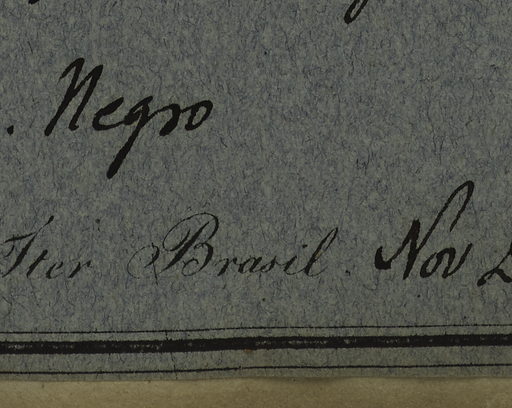 . Negro
Iter Brasil. Nov